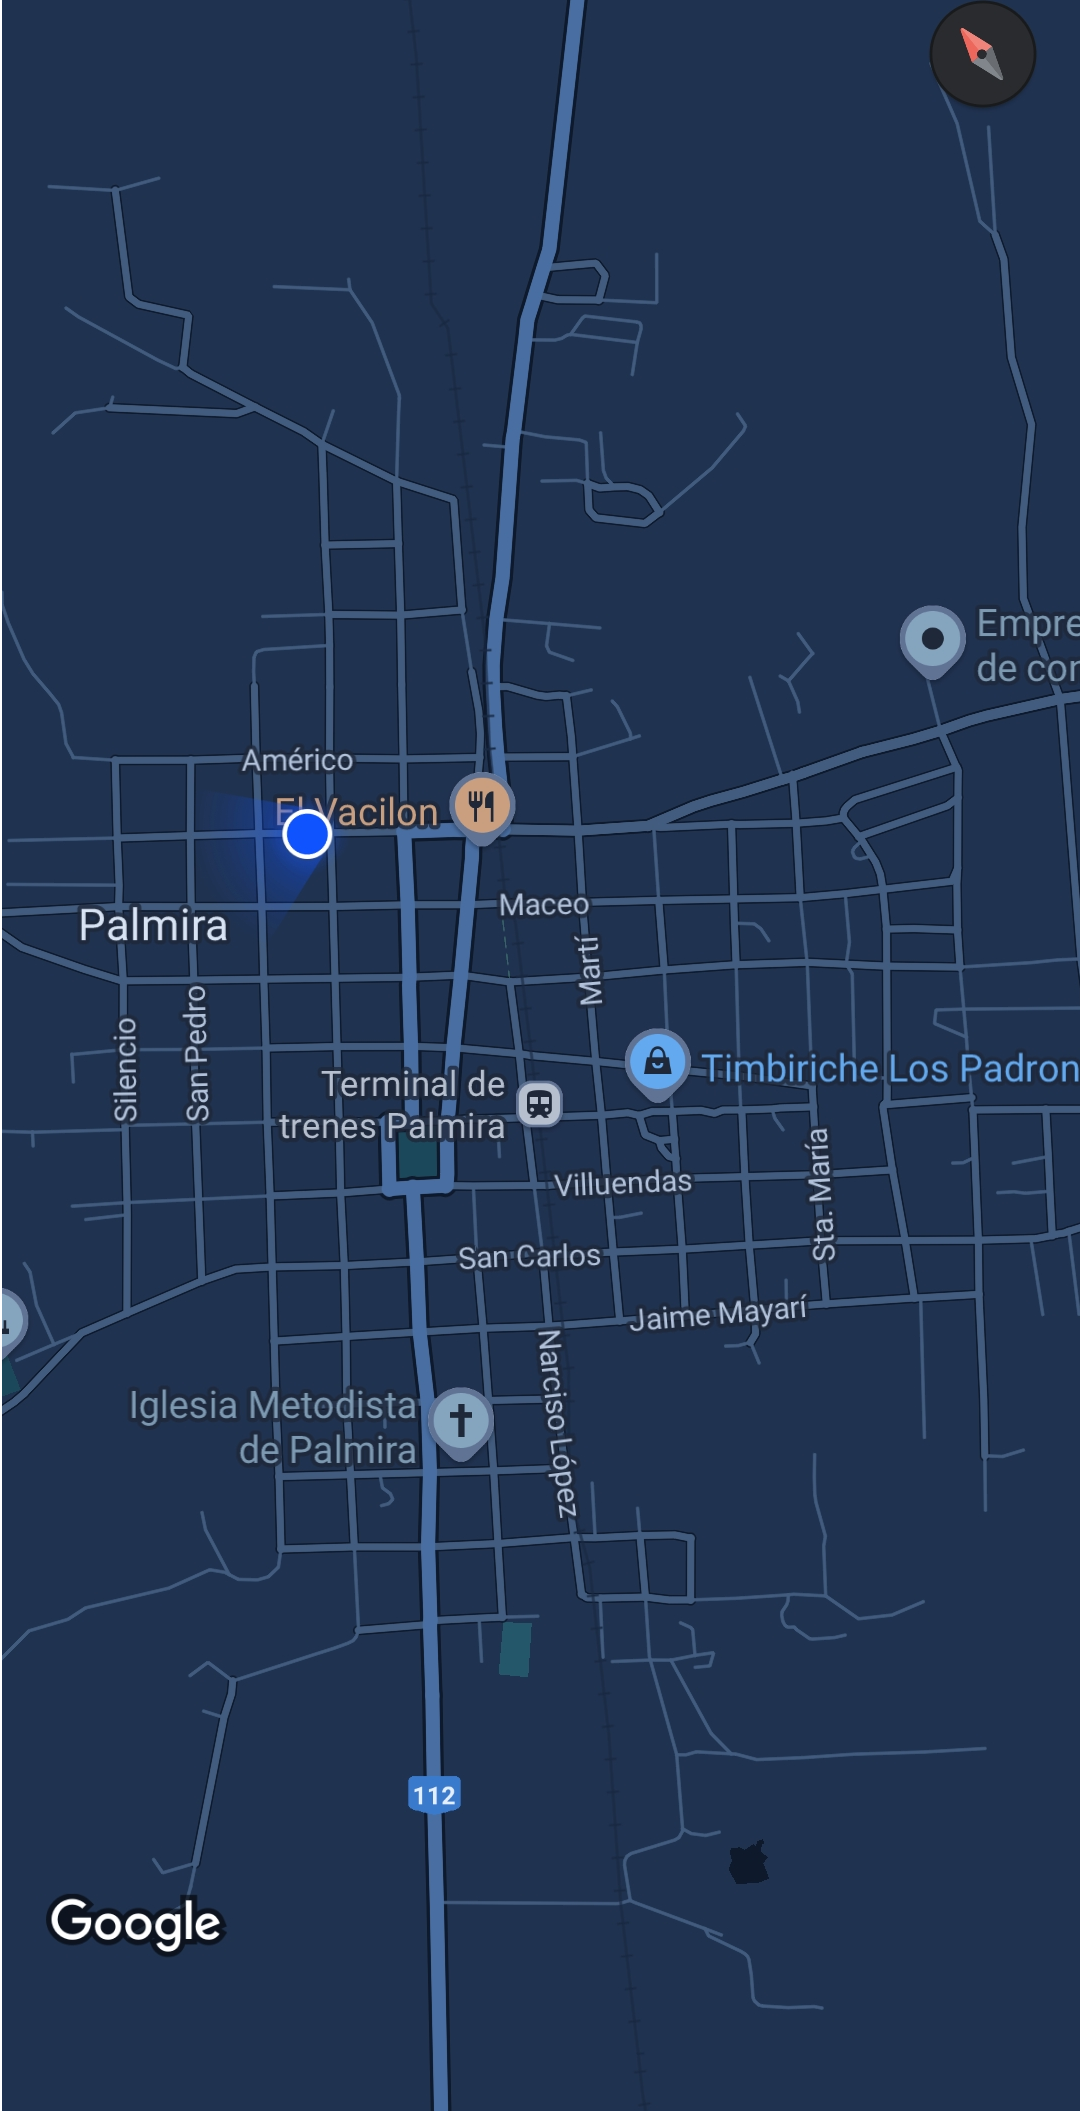 Empre
de cor
Américo
El Vacilon
Maceo
Palmira
Martí
Silencio
San Pedro
Timbiriche Los Padron
Terminal de
trenes Palmira
Sta. María
Villuendas
San Carlos
Jaime Mayarí
Narciso López
Iglesia Metodista
de Palmira
112
Google